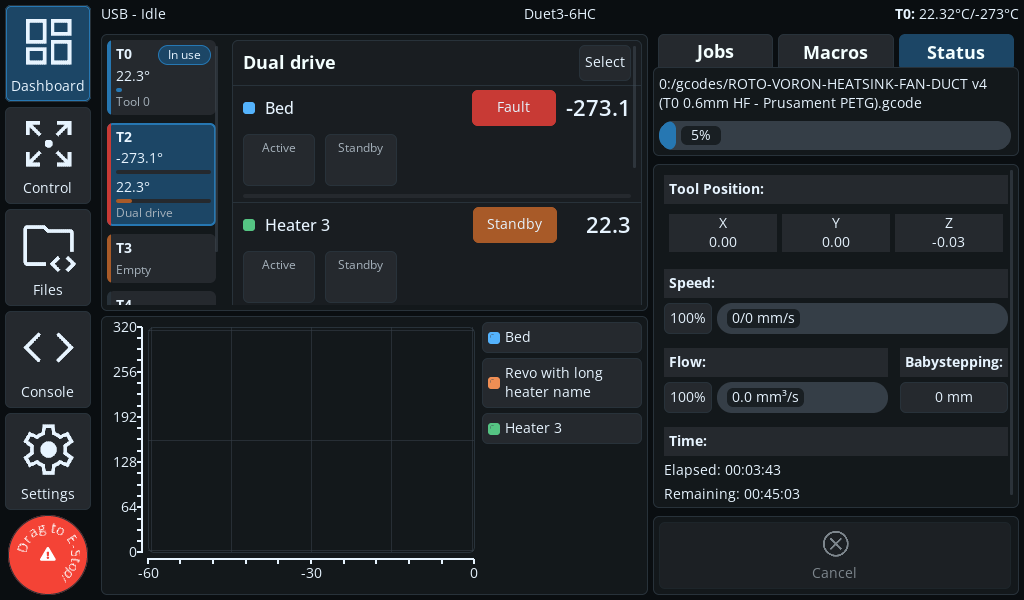 USB - Idle
Duet3-6HC
T0: 22.32°C/-273°C
Dashboard
Control
Files
Console
Settings
Drag to E-Stop!
T0
In use
22.3°
Tool 0
T2
-273.1°
22.3°
Dual drive
T3
Empty
T4
Dual drive
Select
Bed
Fault
-273.1
Active
Standby
Heater 3
Standby
22.3
Active
Standby
320
256
192
128
64
0
-60
-30
0
Bed
Revo with long
heater name
Heater 3
Jobs
Macros
Status
0:/gcodes/ROTO-VORON-HEATSINK-FAN-DUCT v4
(T0 0.6mm HF - Prusament PETG).gcode
5%
Tool Position:
X
0.00
Y
0.00
Z
-0.03
Speed:
100%
0/0 mm/s
Flow:
100%
0.0 mm³/s
Babystepping:
0 mm
Time:
Elapsed: 00:03:43
Remaining: 00:45:03
Cancel